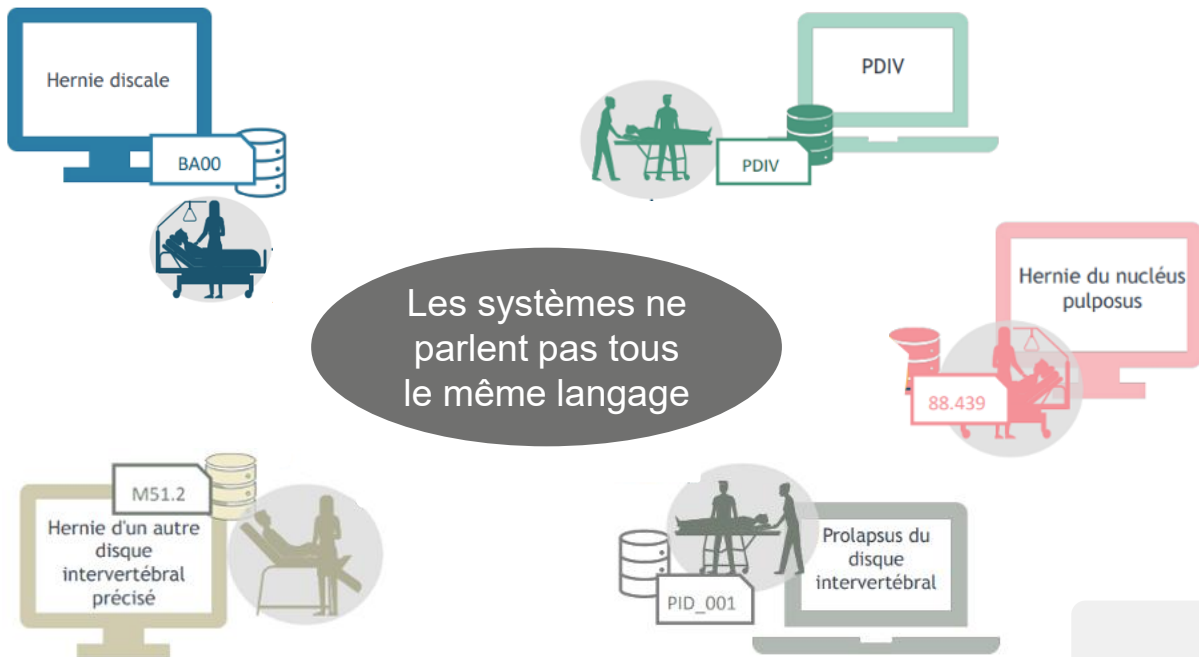 Hernie discale
BA00
PDIV
PDIV
Hernie du nucléus
pulposus
88.439
Les systèmes ne
parlent pas tous
le même langage
M51.2
Hernie d'un autre
disque
intervertébral
précisé
Prolapsus du
disque
intervertébral
PID_001